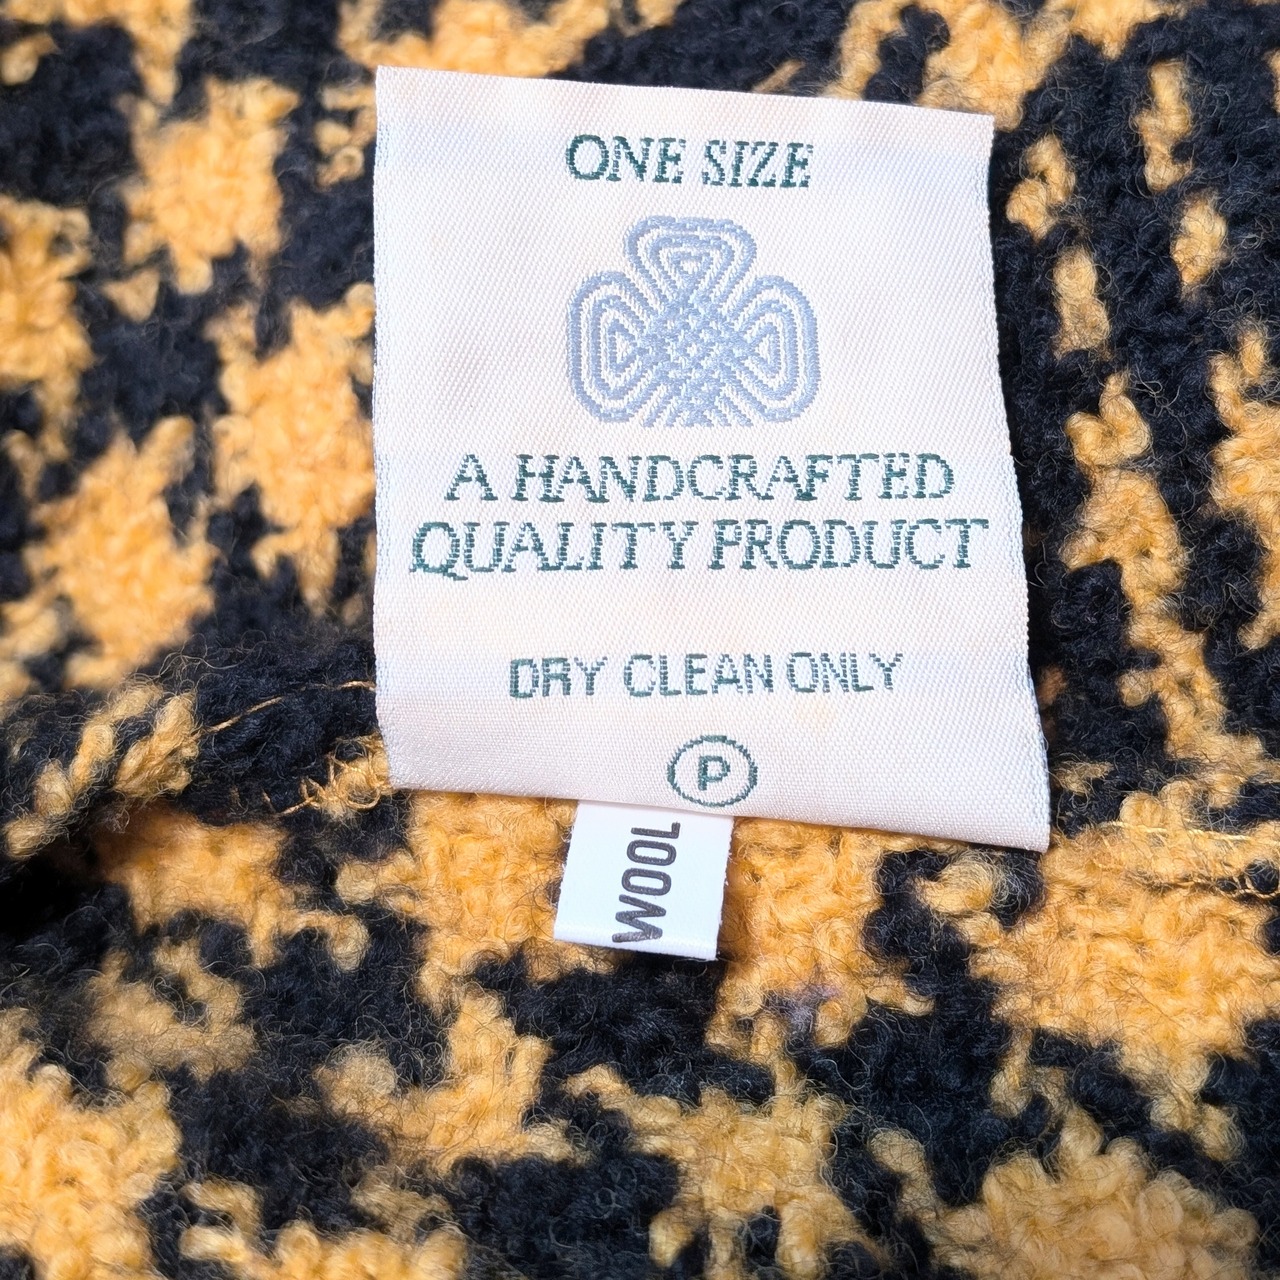 ONE SIZE
A HANDCRAFTED
QUALITY PRODUCT
DRY CLEAN ONLY
P
WOOL